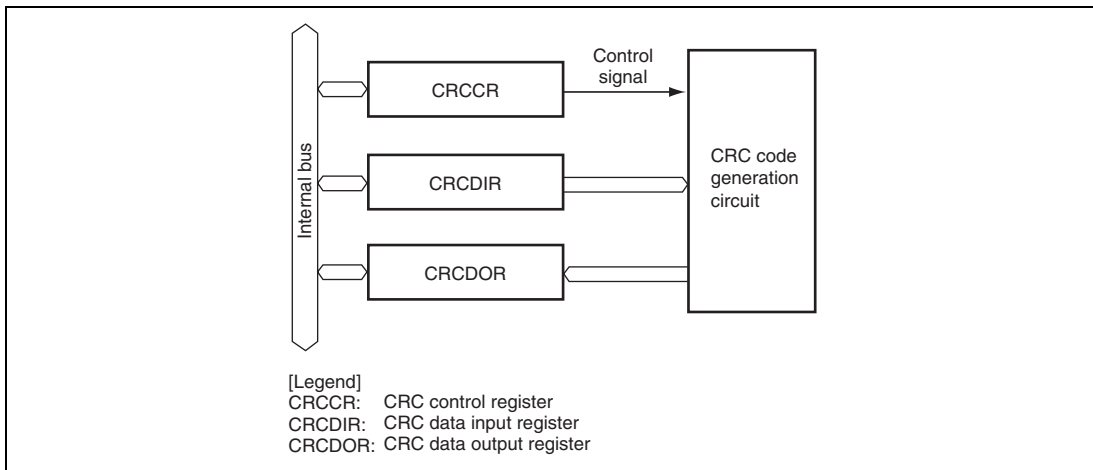 Control
signal
CRCCR
Internal bus
CRCDIR
CRC code
generation
circuit
CRCDOR
[Legend]
CRCCR: CRC control register
CRCDIR: CRC data input register
CRCDOR: CRC data output register